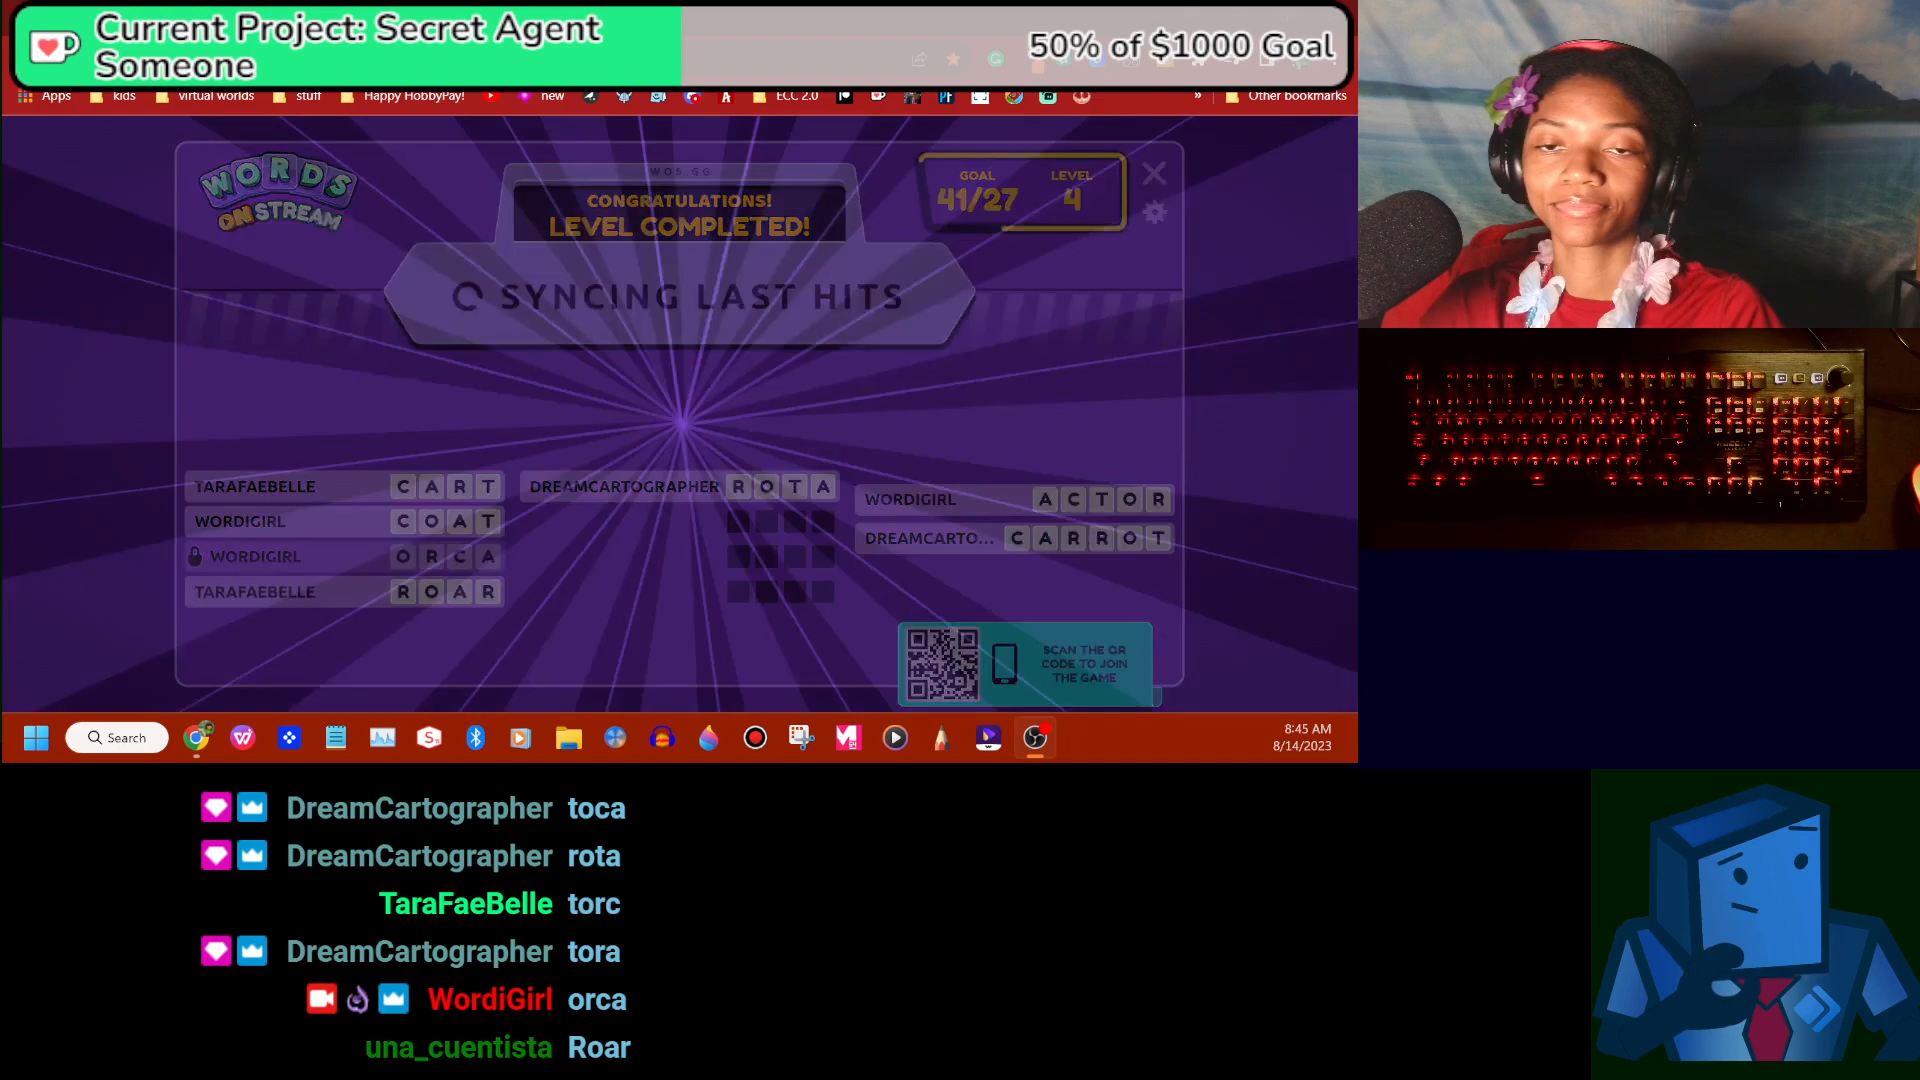 Current Project: Secret Agent
Someone
50% of $1000 Goal
Apps
kids
virtual worlds
stuff
Happy HobbyPay!
new
ECC 2.0
»
Other bookmarks
WORDS
ON STREAM
WOS.GG
CONGRATULATIONS!
LEVEL COMPLETED!
GOAL
41/27
LEVEL
4
SYNCING LAST HITS
TARAFAEBELLE CART
WORDIGIRL COAT
WORDIGIRL ORCA
TARAFAEBELLE ROAR
DREAMCARTOGRAPHER ROTA
WORDIGIRL ACTOR
DREAMCARTO... CARROT
SCAN THE QR
CODE TO JOIN
THE GAME
Search
8:45 AM
8/14/2023
DreamCartographer toca
DreamCartographer rota
TaraFaeBelle torc
DreamCartographer tora
WordiGirl orca
una_cuentista Roar